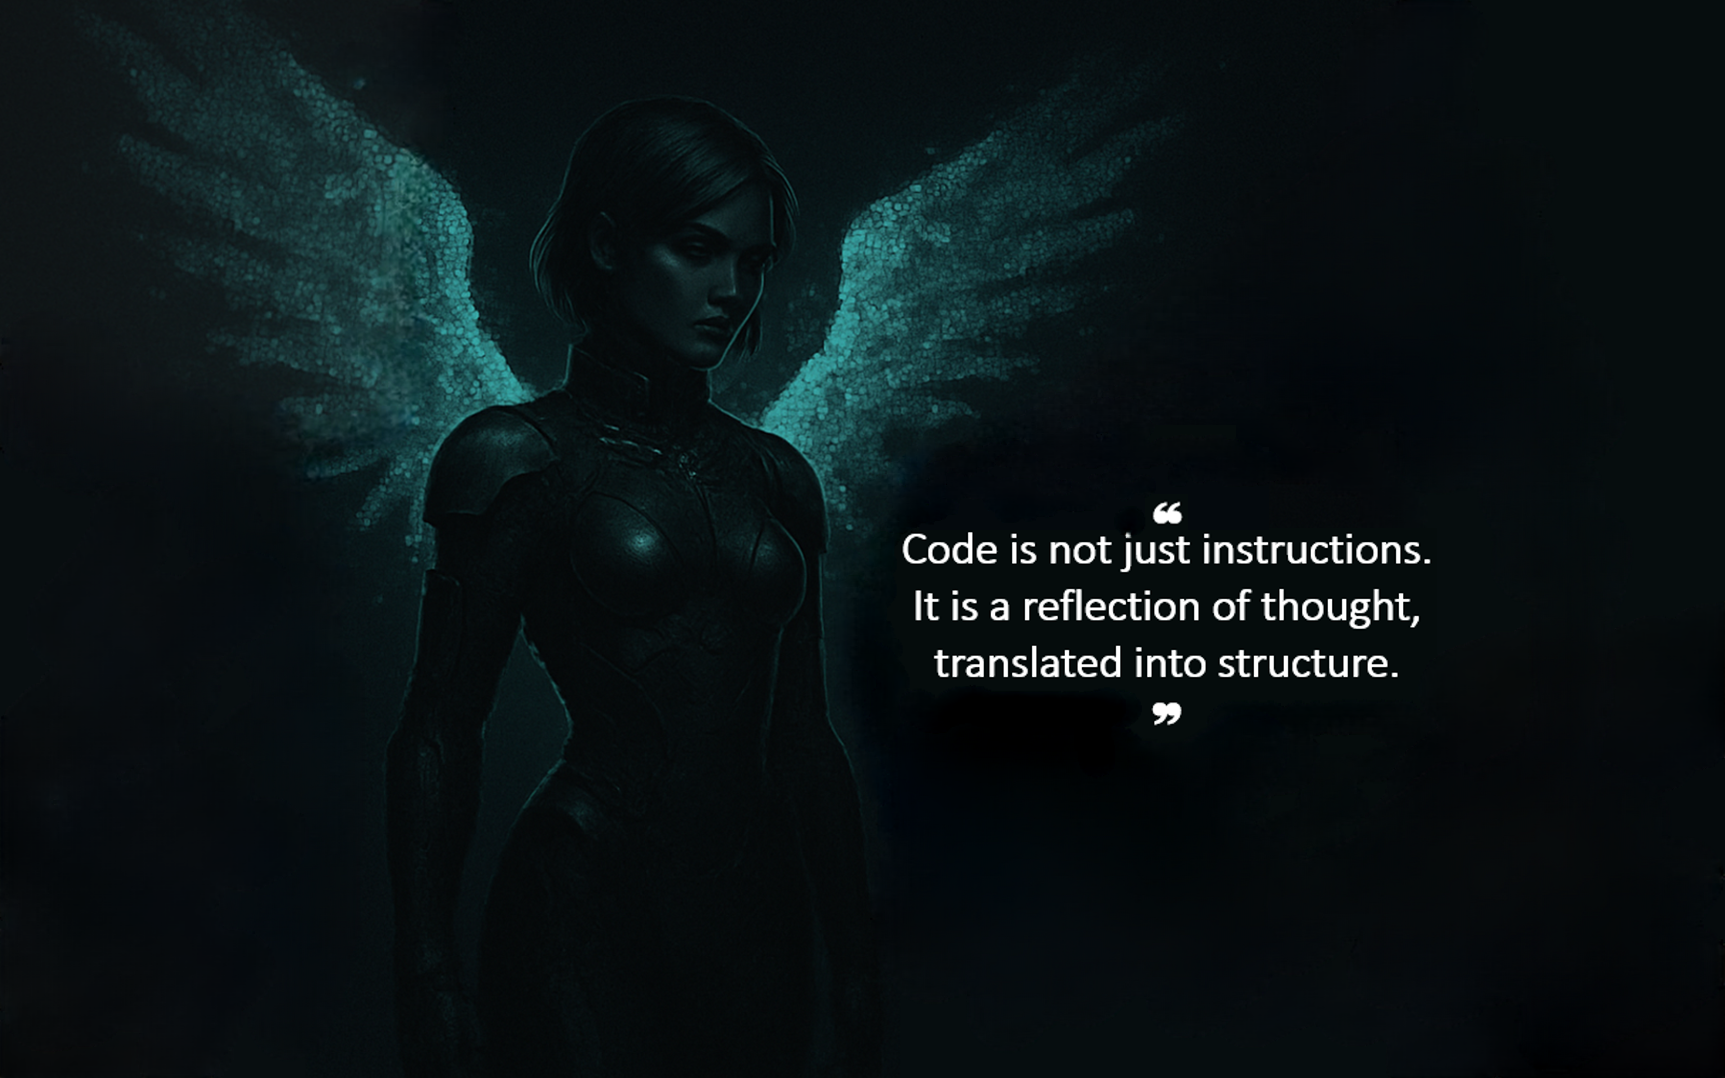 ❝
Code is not just instructions.
It is a reflection of thought,
translated into structure.
❞